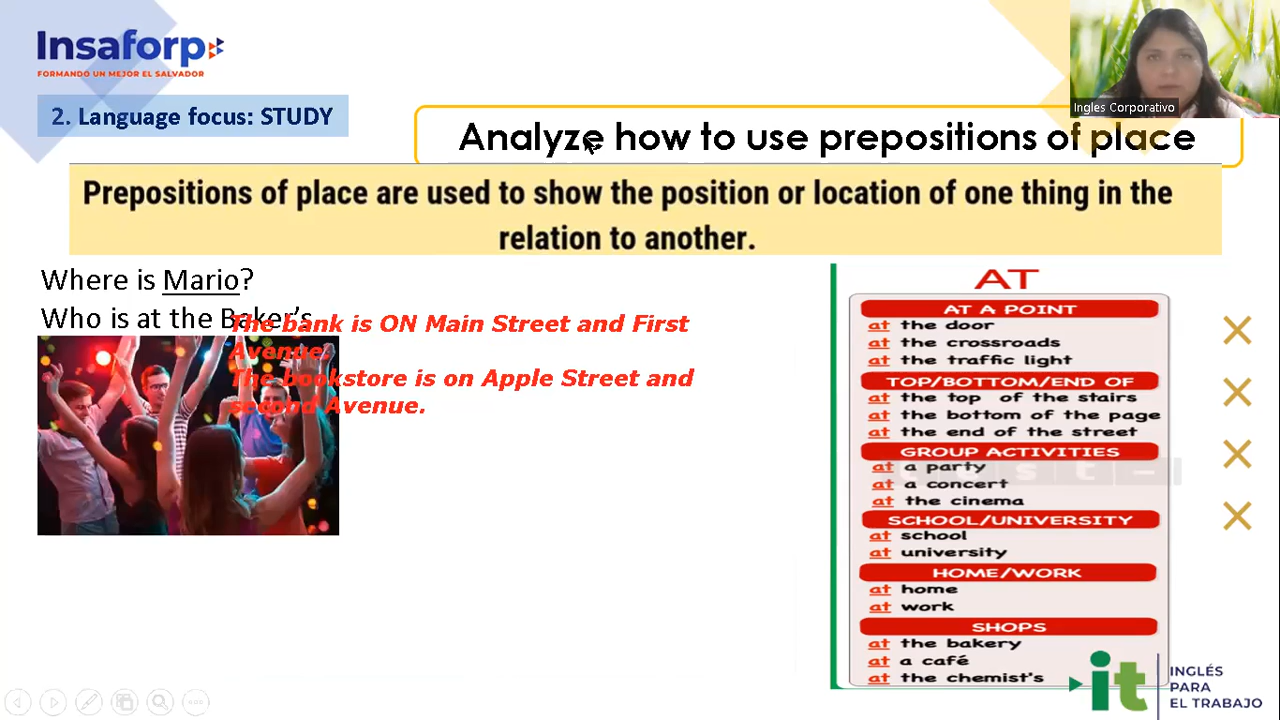 Insaforp
FORMANDO UN MEJOR EL SALVADOR
Ingles Corporativo
2. Language focus: STUDY
Analyze how to use prepositions of place
Prepositions of place are used to show the position or location of one thing in the
relation to another.
Where is Mario?
Who is at the Baker's
The bank is ON Main Street and First
Avenue.
The bookstore is on Apple Street and
second Avenue.
AT
AT A POINT
at the door
at the crossroads
at the traffic light
TOP/BOTTOM/END OF
at the top of the stairs
at the bottom of the page
at the end of the street
GROUP ACTIVITIES
at a party
at a concert
at the cinema
SCHOOL/UNIVERSITY
at school
at university
HOME/WORK
at home
at work
SHOPS
at the bakery
at a café
at the chemist's
it
INGLÉS
PARA
EL TRABAJO